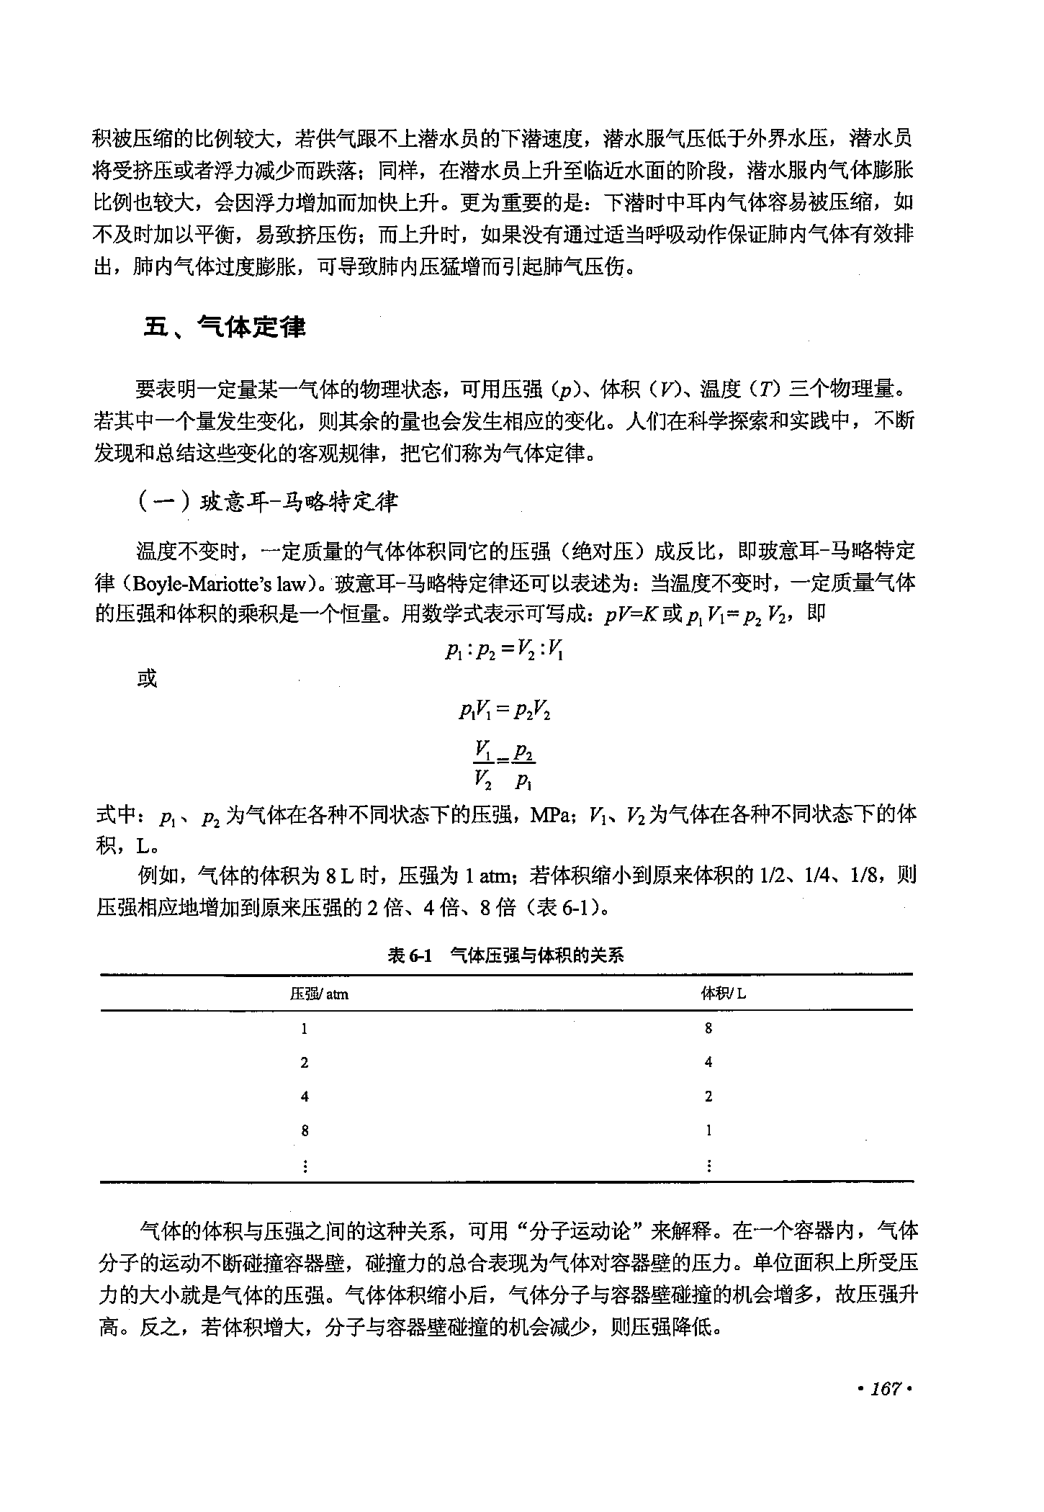 积被压缩的比例较大，若供气跟不上潜水员的下潜速度，潜水服气压低于外界水压，潜水员
将受挤压或者浮力减少而跌落；同样，在潜水员上升至临近水面的阶段，潜水服内气体膨胀
比例也较大，会因浮力增加而加快上升。更为重要的是：下潜时中耳内气体容易被压缩，如
不及时加以平衡，易致挤压伤；而上升时，如果没有通过适当呼吸动作保证肺内气体有效排
出，肺内气体过度膨胀，可导致肺内压猛增而引起肺气压伤。
五、气体定律
要表明一定量某一气体的物理状态，可用压强（p）、体积（V）、温度（T）三个物理量。
若其中一个量发生变化，则其余的量也会发生相应的变化。人们在科学探索和实践中，不断
发现和总结这些变化的客观规律，把它们称为气体定律。
（一）玻意耳-马略特定律
温度不变时，一定质量的气体体积同它的压强（绝对压）成反比，即玻意耳-马略特定
律（Boyle-Mariotte's law）。玻意耳-马略特定律还可以表述为：当温度不变时，一定质量气体
的压强和体积的乘积是一个恒量。用数学式表示可写成：pV=K 或 p₁ V₁= p₂ V₂，即
p₁ : p₂ = V₂ : V₁
或
p₁V₁ = p₂V₂
V₁/V₂ = p₂/p₁
式中：p₁、p₂ 为气体在各种不同状态下的压强，MPa；V₁、V₂ 为气体在各种不同状态下的体
积，L。
例如，气体的体积为 8 L 时，压强为 1 atm；若体积缩小到原来体积的 1/2、1/4、1/8，则
压强相应地增加到原来压强的 2 倍、4 倍、8 倍（表 6-1）。
表 6-1 气体压强与体积的关系
压强/ atm 体积/ L
1 8
2 4
4 2
8 1
⋮ ⋮
气体的体积与压强之间的这种关系，可用“分子运动论”来解释。在一个容器内，气体
分子的运动不断碰撞容器壁，碰撞力的总合表现为气体对容器壁的压力。单位面积上所受压
力的大小就是气体的压强。气体体积缩小后，气体分子与容器壁碰撞的机会增多，故压强升
高。反之，若体积增大，分子与容器壁碰撞的机会减少，则压强降低。
·167·